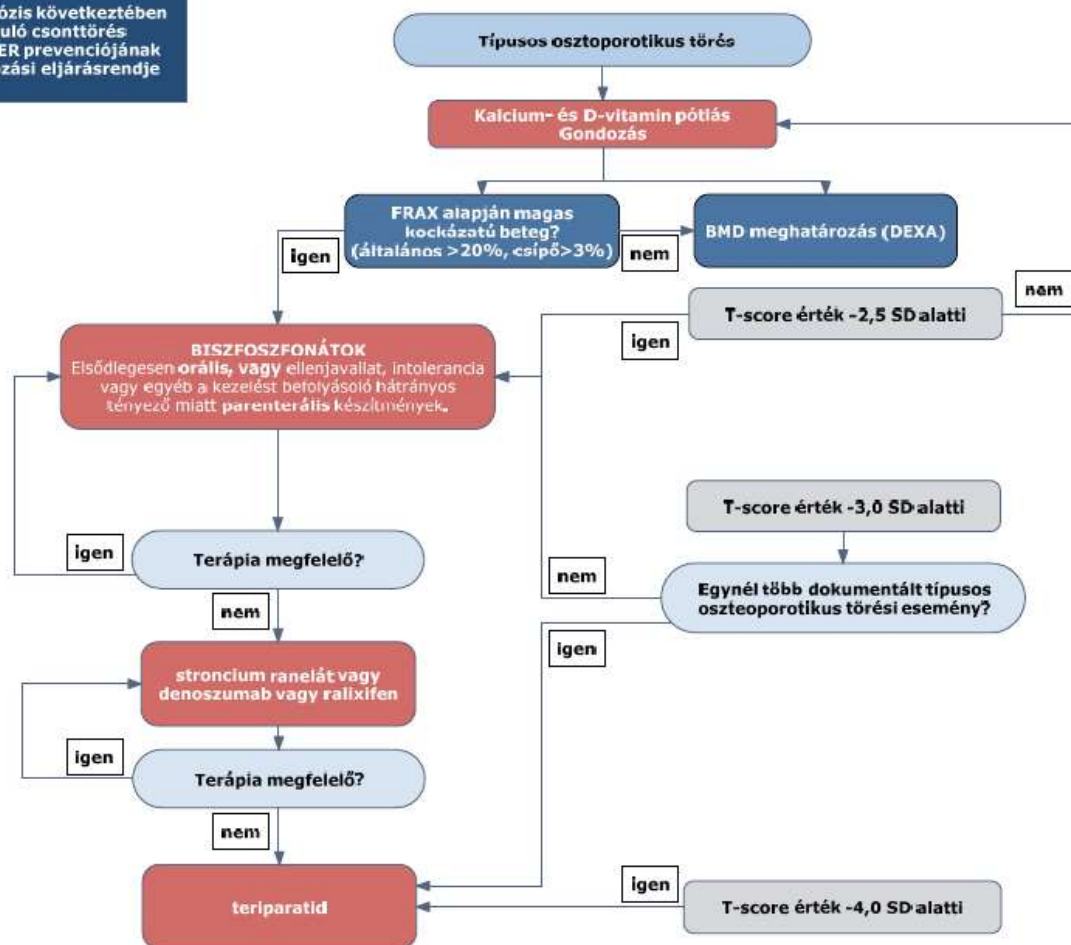 ózis következtében
uló csonttörés
ER prevenciójának
ozási eljárásrendje
Típusos osztoporotikus törés
Kalcium- és D-vitamin pótlás
Gondozás
FRAX alapján magas
kockázatú beteg?
(általános >20%, csípő>3%)
BMD meghatározás (DEXA)
igen
nem
nem
T-score érték -2,5 SD alatti
igen
BISZFOSZFONÁTOK
Elsődlegesen orális, vagy ellenjavallat, intolerancia
vagy egyéb a kezelést befolyásoló hátrányos
tényező miatt parenterális készítmények.
T-score érték -3,0 SD alatti
igen
Terápia megfelelő?
nem
Egynél több dokumentált típusos
oszteoporotikus törési esemény?
nem
igen
stroncium ranelát vagy
denoszumab vagy ralixifen
igen
Terápia megfelelő?
nem
teriparatid
igen
T-score érték -4,0 SD alatti